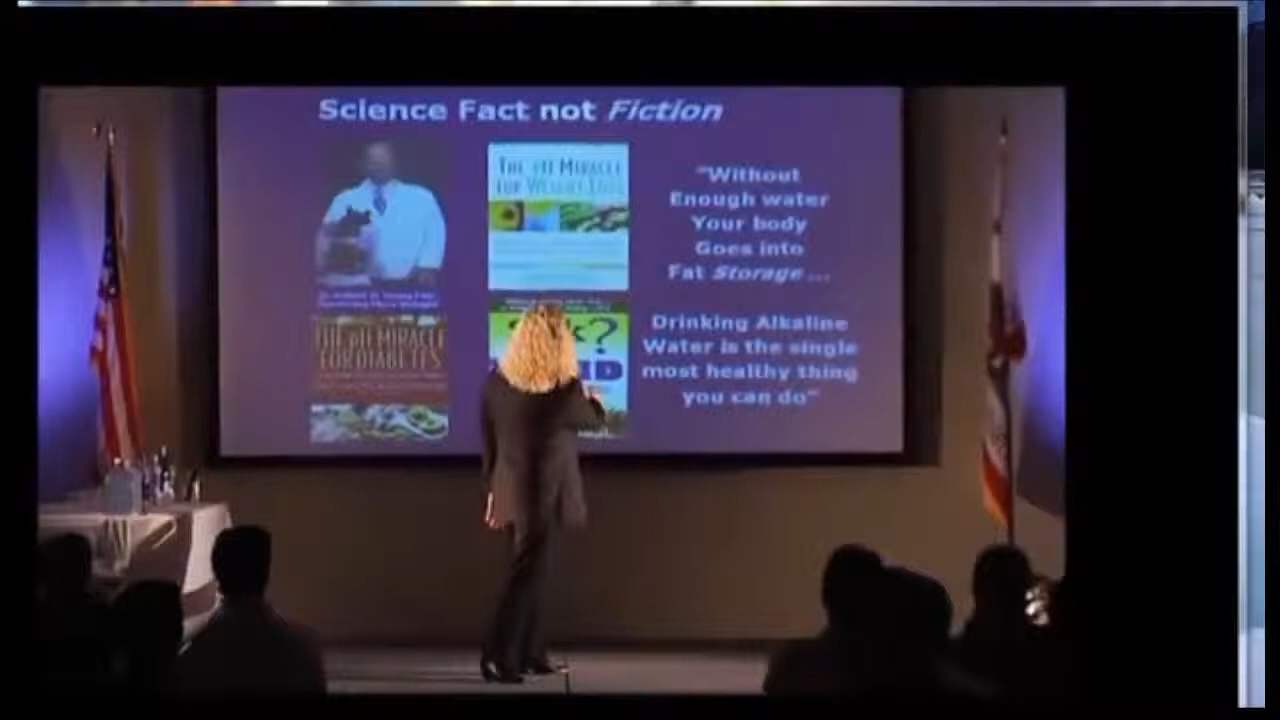 Science Fact not Fiction
THE pH MIRACLE
FOR WEIGHT LOSS
"Without
Enough water
Your body
Goes into
Fat Storage ...
THE pH MIRACLE
FOR DIABETES
?
Drinking Alkaline
Water is the single
most healthy thing
you can do"